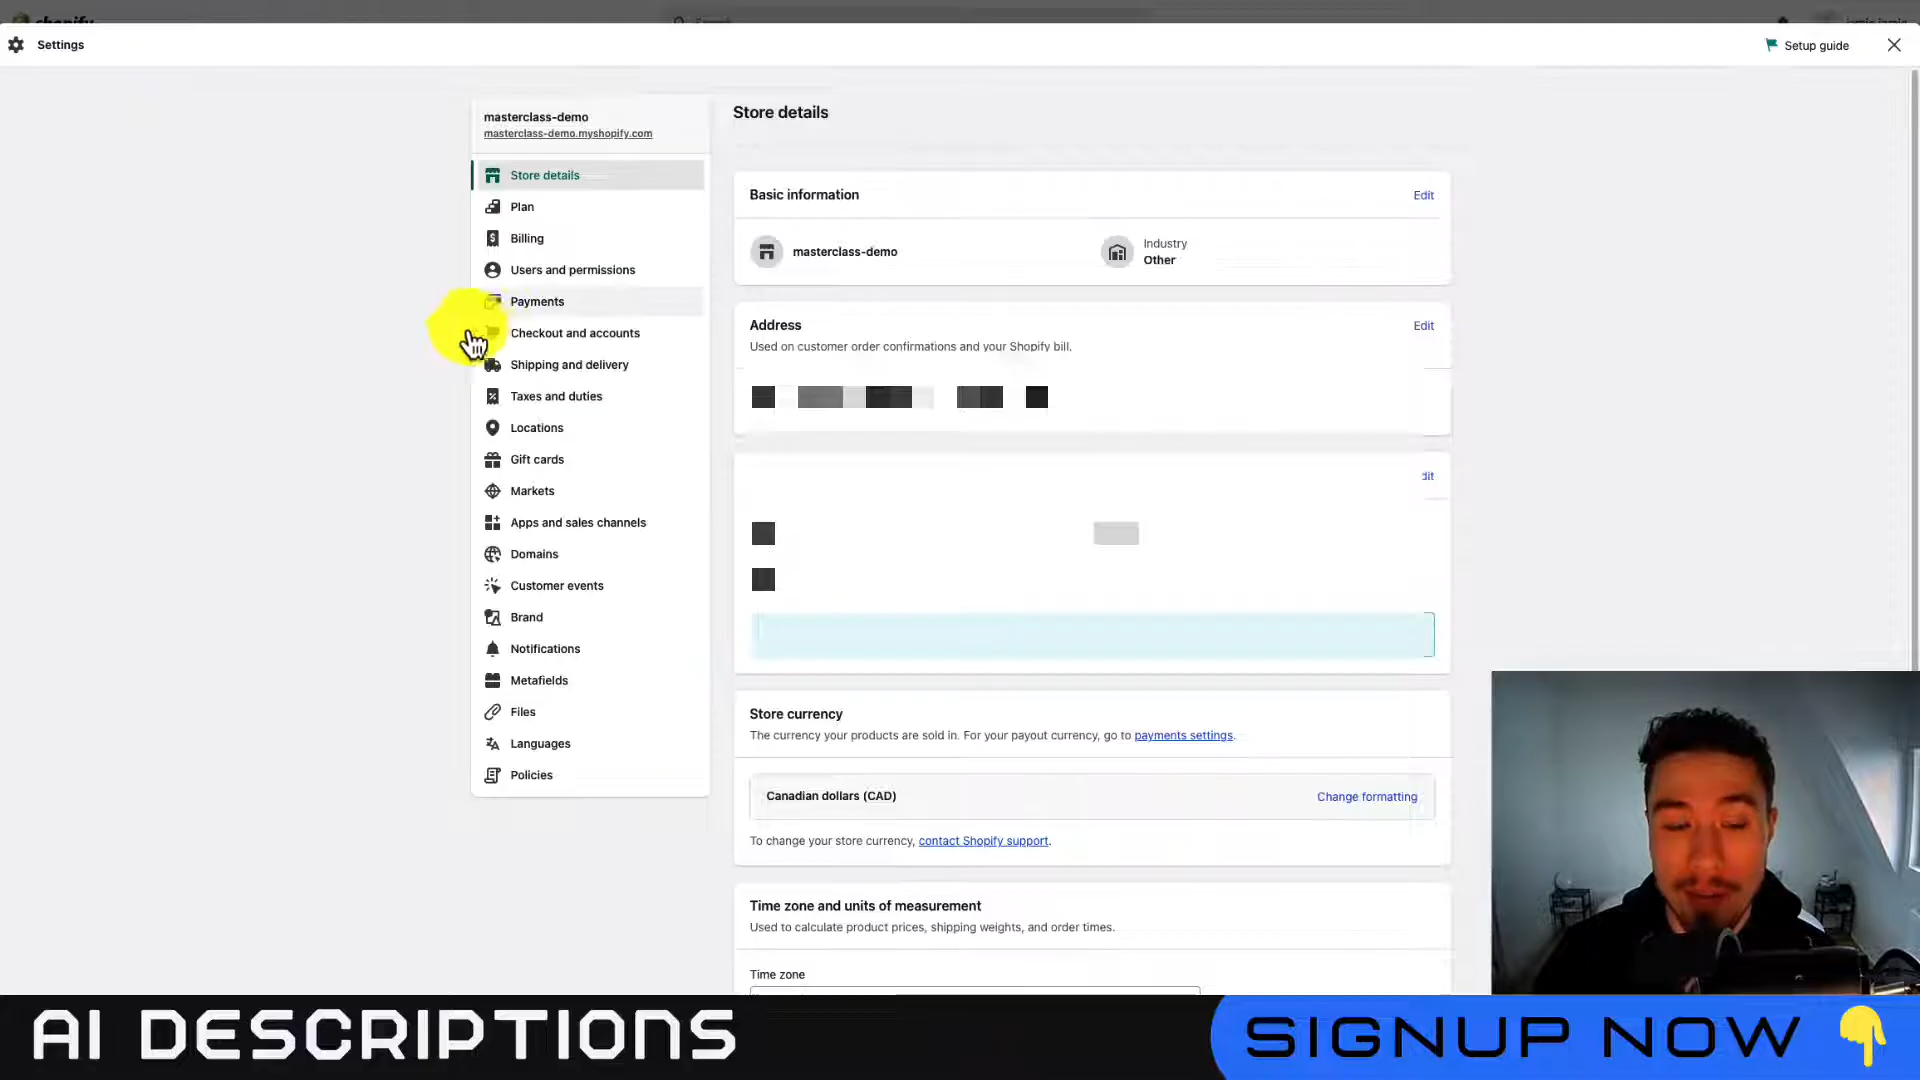 shopify
Settings
Setup guide
masterclass-demo
masterclass-demo.myshopify.com
Store details
Plan
Billing
Users and permissions
Payments
Checkout and accounts
Shipping and delivery
Taxes and duties
Locations
Gift cards
Markets
Apps and sales channels
Domains
Customer events
Brand
Notifications
Metafields
Files
Languages
Policies
Store details
Basic information
Edit
masterclass-demo
Industry
Other
Address
Edit
Used on customer order confirmations and your Shopify bill.
dit
Store currency
The currency your products are sold in. For your payout currency, go to payments settings.
Canadian dollars (CAD)
Change formatting
To change your store currency, contact Shopify support.
Time zone and units of measurement
Used to calculate product prices, shipping weights, and order times.
Time zone
AI DESCRIPTIONS
SIGNUP NOW